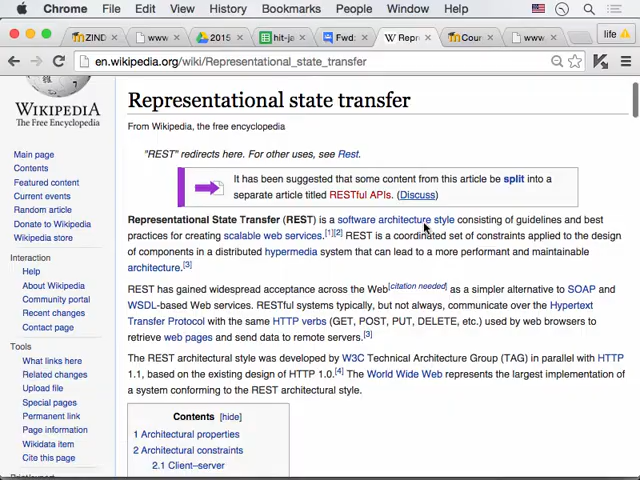 Chrome File Edit View History Bookmarks People Window Help
ZIND www 2015 hit-ja Fwd: Repr Cour www life
en.wikipedia.org/wiki/Representational_state_transfer
WIKIPEDIA
The Free Encyclopedia
Main page
Contents
Featured content
Current events
Random article
Donate to Wikipedia
Wikipedia store
Interaction
Help
About Wikipedia
Community portal
Recent changes
Contact page
Tools
What links here
Related changes
Upload file
Special pages
Permanent link
Page information
Wikidata item
Cite this page
Representational state transfer
From Wikipedia, the free encyclopedia
"REST" redirects here. For other uses, see Rest.
It has been suggested that some content from this article be split into a
separate article titled RESTful APIs. (Discuss)
Representational State Transfer (REST) is a software architecture style consisting of guidelines and best
practices for creating scalable web services.[1][2] REST is a coordinated set of constraints applied to the design
of components in a distributed hypermedia system that can lead to a more performant and maintainable
architecture.[3]
REST has gained widespread acceptance across the Web[citation needed] as a simpler alternative to SOAP and
WSDL-based Web services. RESTful systems typically, but not always, communicate over the Hypertext
Transfer Protocol with the same HTTP verbs (GET, POST, PUT, DELETE, etc.) used by web browsers to
retrieve web pages and send data to remote servers.[3]
The REST architectural style was developed by W3C Technical Architecture Group (TAG) in parallel with HTTP
1.1, based on the existing design of HTTP 1.0.[4] The World Wide Web represents the largest implementation of
a system conforming to the REST architectural style.
Contents [hide]
1 Architectural properties
2 Architectural constraints
2.1 Client–server